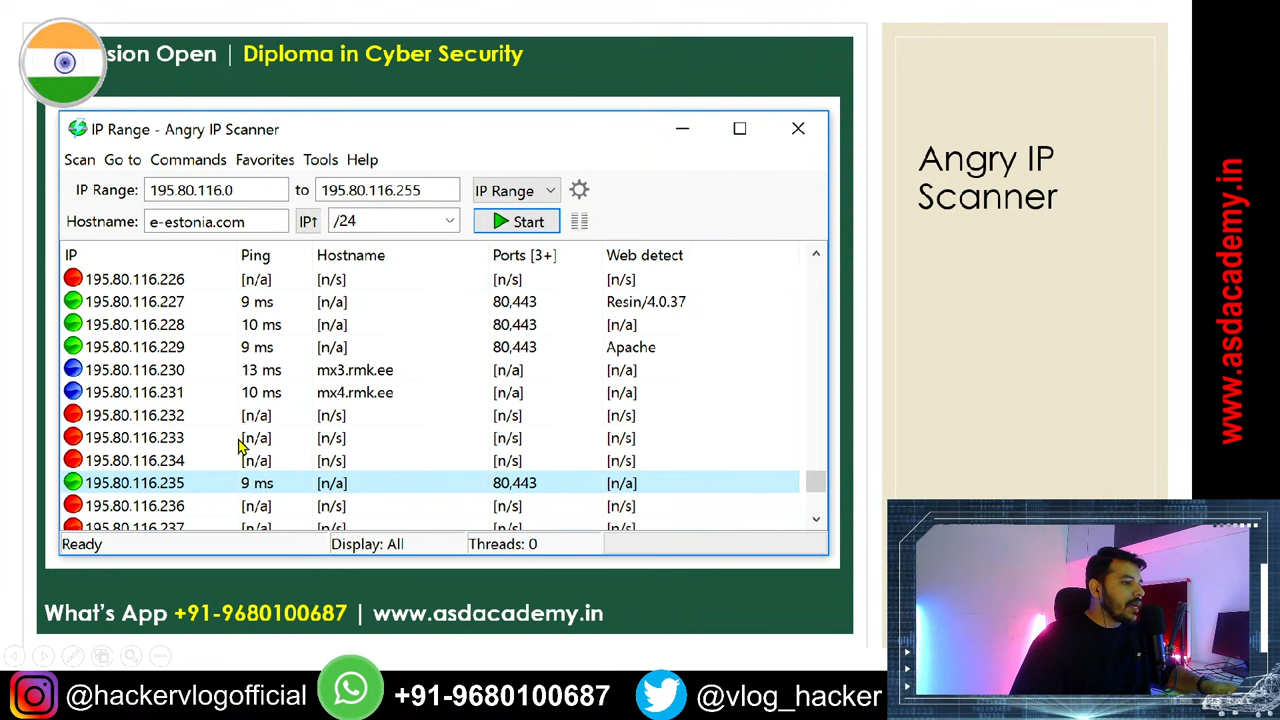 sion Open | Diploma in Cyber Security
IP Range - Angry IP Scanner
Scan Go to Commands Favorites Tools Help
IP Range: 195.80.116.0 to 195.80.116.255 IP Range
Hostname: e-estonia.com IP↑ /24 Start
IP Ping Hostname Ports [3+] Web detect
195.80.116.226 [n/a] [n/s] [n/s] [n/s]
195.80.116.227 9 ms [n/a] 80,443 Resin/4.0.37
195.80.116.228 10 ms [n/a] 80,443 [n/a]
195.80.116.229 9 ms [n/a] 80,443 Apache
195.80.116.230 13 ms mx3.rmk.ee [n/a] [n/a]
195.80.116.231 10 ms mx4.rmk.ee [n/a] [n/a]
195.80.116.232 [n/a] [n/s] [n/s] [n/s]
195.80.116.233 [n/a] [n/s] [n/s] [n/s]
195.80.116.234 [n/a] [n/s] [n/s] [n/s]
195.80.116.235 9 ms [n/a] 80,443 [n/a]
195.80.116.236 [n/a] [n/s] [n/s] [n/s]
195.80.116.237 [n/a] [n/s] [n/s] [n/s]
Ready Display: All Threads: 0
What's App +91-9680100687 | www.asdacademy.in
Angry IP
Scanner
www.asdacademy.in
@hackervlogofficial +91-9680100687 @vlog_hacker